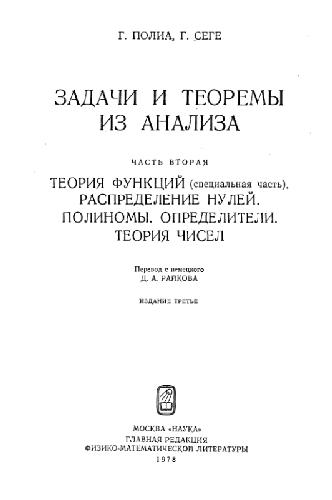 Г. ПОЛИА, Г. СЕГЕ
ЗАДАЧИ И ТЕОРЕМЫ
ИЗ АНАЛИЗА
ЧАСТЬ ВТОРАЯ
ТЕОРИЯ ФУНКЦИЙ (специальная часть).
РАСПРЕДЕЛЕНИЕ НУЛЕЙ.
ПОЛИНОМЫ. ОПРЕДЕЛИТЕЛИ.
ТЕОРИЯ ЧИСЕЛ
Перевод с немецкого
Д. А. РАЙКОВА
ИЗДАНИЕ ТРЕТЬЕ
МОСКВА «НАУКА»
ГЛАВНАЯ РЕДАКЦИЯ
ФИЗИКО-МАТЕМАТИЧЕСКОЙ ЛИТЕРАТУРЫ
1978